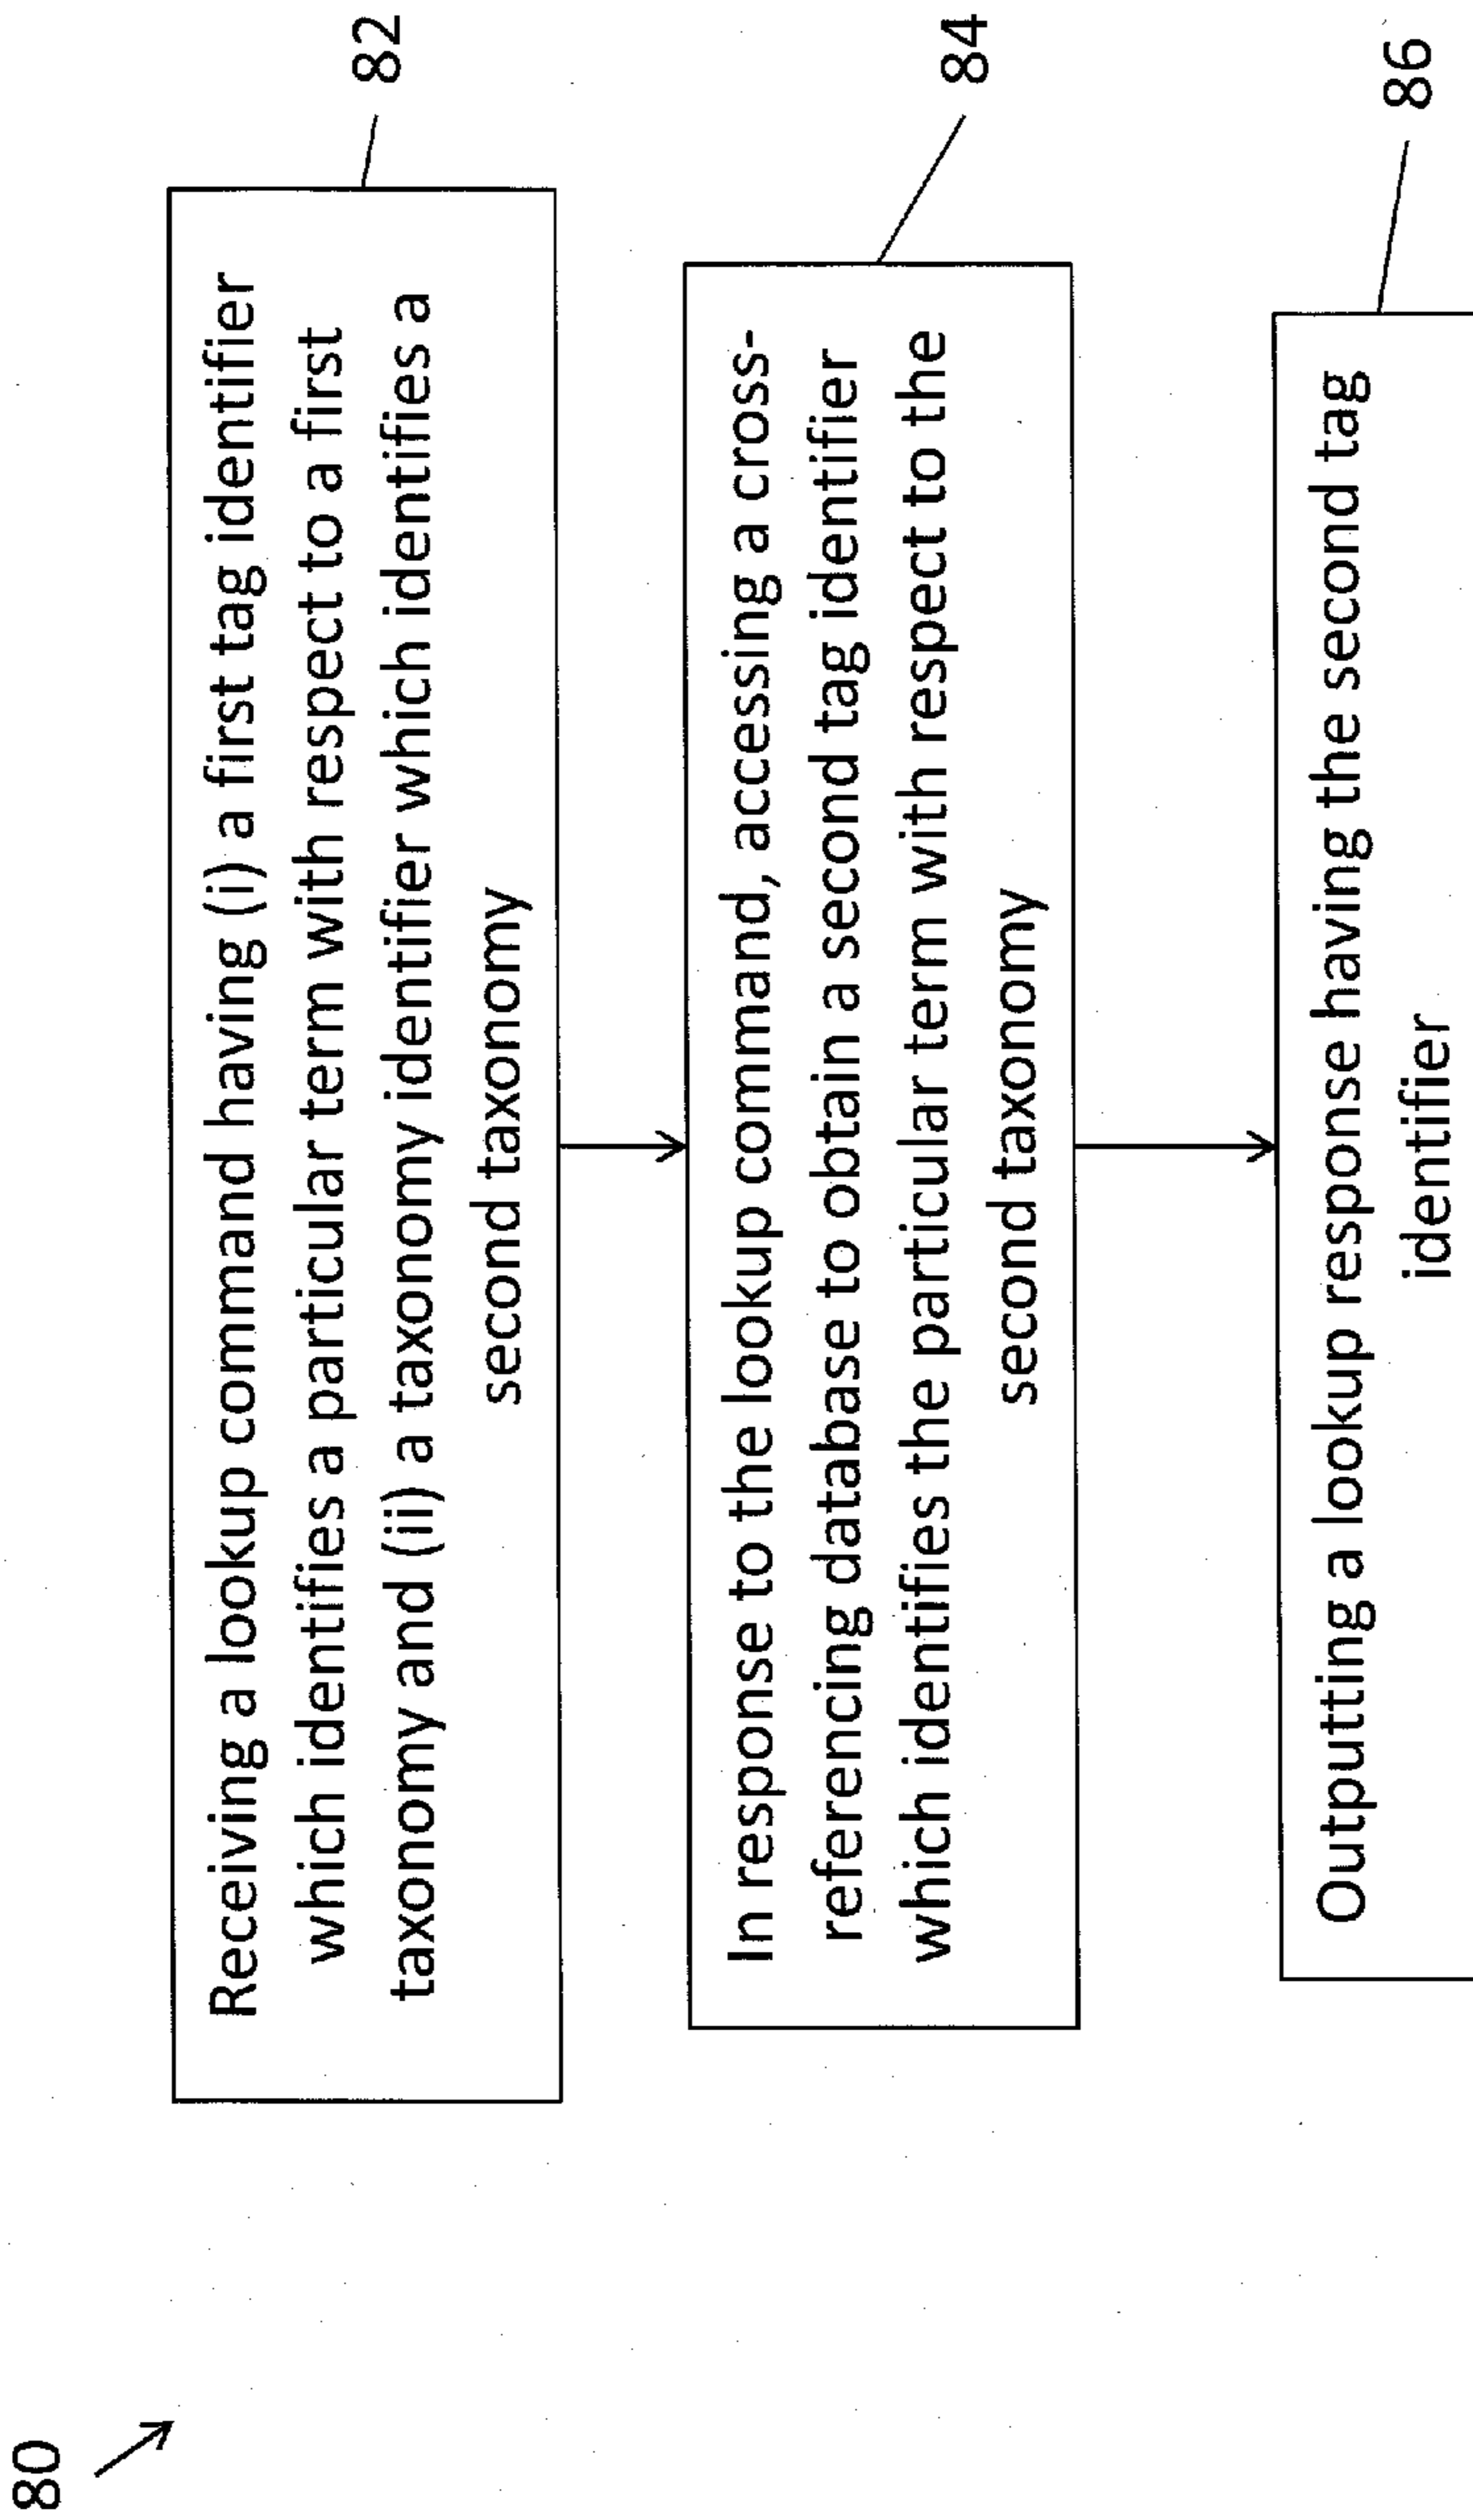 80
Receiving a lookup command having (i) a first tag identifier
which identifies a particular term with respect to a first
taxonomy and (ii) a taxonomy identifier which identifies a
second taxonomy
82
In response to the lookup command, accessing a cross-
referencing database to obtain a second tag identifier
which identifies the particular term with respect to the
second taxonomy
84
Outputting a lookup response having the second tag
identifier
86